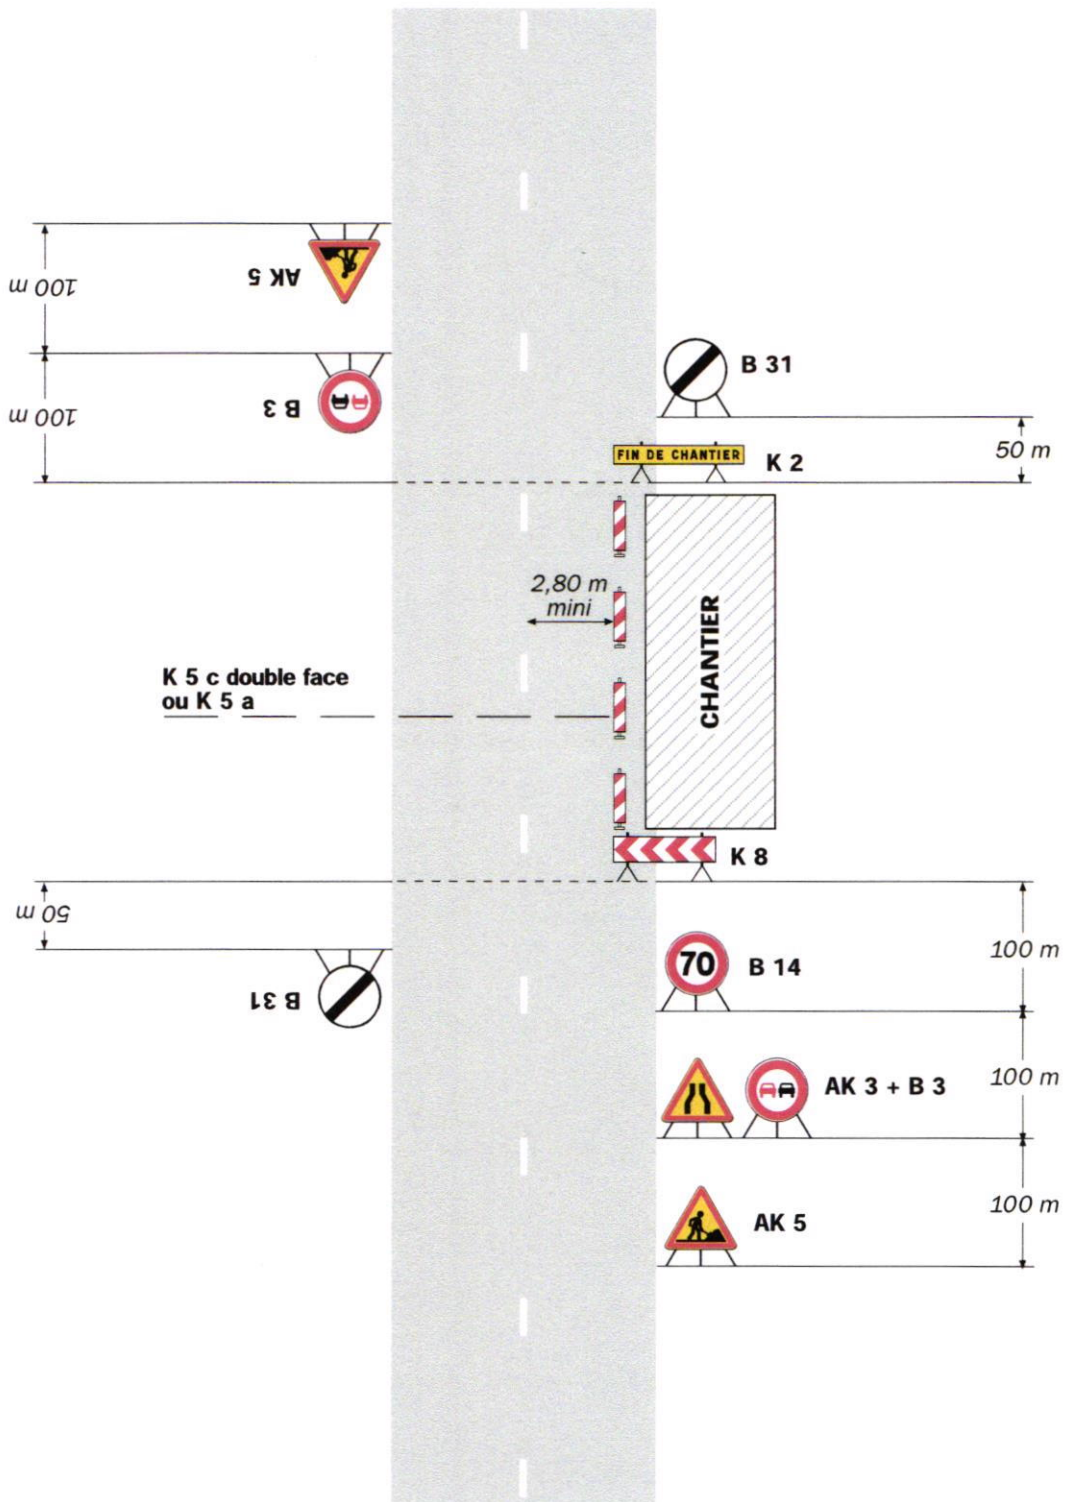 AK 5
100 m
B 3
100 m
B 31
50 m
FIN DE CHANTIER
K 2
2,80 m
mini
CHANTIER
K 5 c double face
ou K 5 a
K 8
50 m
B 31
100 m
70
B 14
100 m
AK 3 + B 3
100 m
AK 5